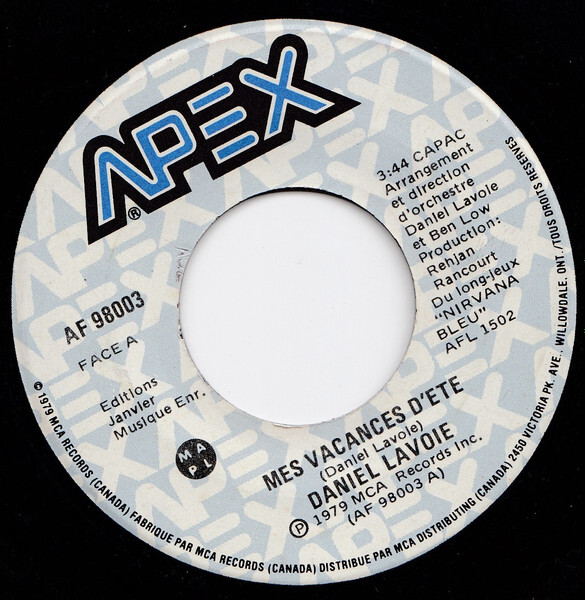 APEX
®
3:44 CAPAC
Arrangement
et direction
d'orchestre
Daniel Lavoie
et Ben Low
Production:
Rehjan
Rancourt
Du long-jeux
"NIRVANA
BLEU"
AFL 1502
AF 98003
FACE A
Editions
Janvier
Musique Enr.
MAPL
MES VACANCES D'ETE
(Daniel Lavoie)
DANIEL LAVOIE
℗ 1979 MCA Records Inc.
(AF 98003 A)
© 1979 MCA RECORDS (CANADA) FABRIQUE PAR MCA RECORDS (CANADA) DISTRIBUE PAR MCA DISTRIBUTING (CANADA) 2450 VICTORIA PK. AVE., WILLOWDALE, ONT./TOUS DROITS RESERVES